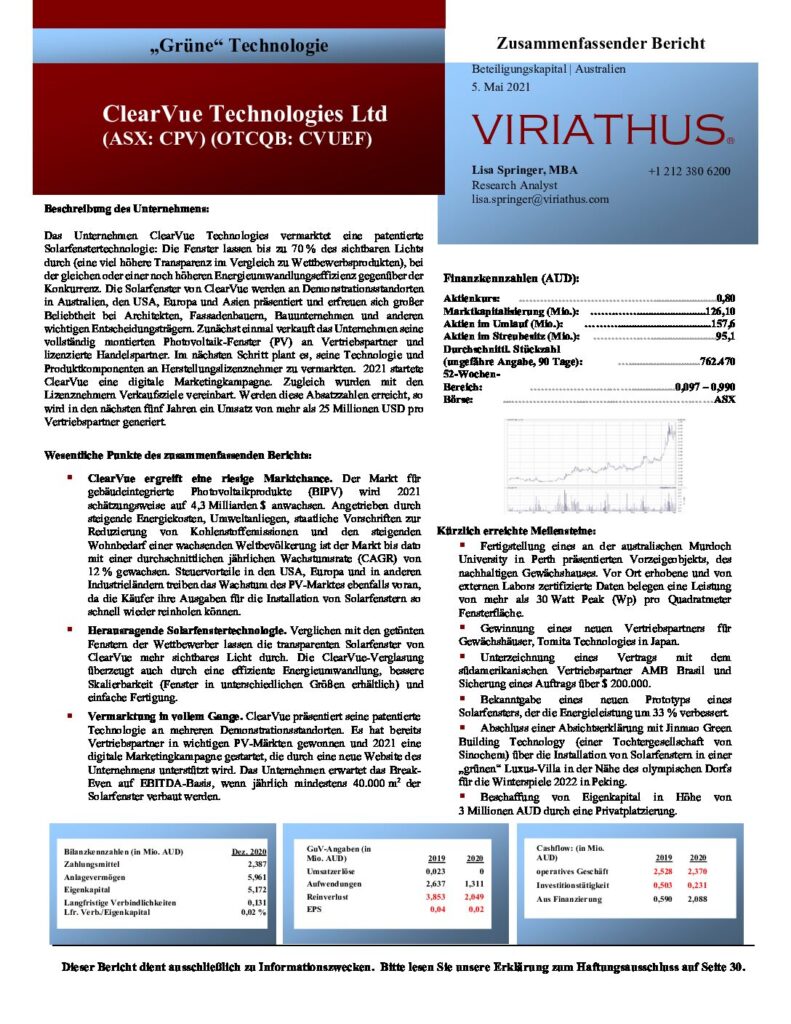 „Grüne“ Technologie
Zusammenfassender Bericht
ClearVue Technologies Ltd
(ASX: CPV) (OTCQB: CVUEF)
Beteiligungskapital | Australien
5. Mai 2021
VIRIATHUS®
Lisa Springer, MBA +1 212 380 6200
Research Analyst
lisa.springer@viriathus.com
Beschreibung des Unternehmens:
Das Unternehmen ClearVue Technologies vermarktet eine patentierte
Solarfenstertechnologie: Die Fenster lassen bis zu 70 % des sichtbaren Lichts
durch (eine viel höhere Transparenz im Vergleich zu Wettbewerbsprodukten), bei
der gleichen oder einer noch höheren Energieumwandlungseffizienz gegenüber der
Konkurrenz. Die Solarfenster von ClearVue werden an Demonstrationsstandorten
in Australien, den USA, Europa und Asien präsentiert und erfreuen sich großer
Beliebtheit bei Architekten, Fassadenbauern, Bauunternehmen und anderen
wichtigen Entscheidungsträgern. Zunächst einmal verkauft das Unternehmen seine
vollständig montierten Photovoltaik-Fenster (PV) an Vertriebspartner und
lizenzierte Handelspartner. Im nächsten Schritt plant es, seine Technologie und
Produktkomponenten an Herstellungslizenznehmer zu vermarkten. 2021 startete
ClearVue eine digitale Marketingkampagne. Zugleich wurden mit den
Lizenznehmern Verkaufsziele vereinbart. Werden diese Absatzzahlen erreicht, so
wird in den nächsten fünf Jahren ein Umsatz von mehr als 25 Millionen USD pro
Vertriebspartner generiert.
Wesentliche Punkte des zusammenfassenden Berichts:
▪ ClearVue ergreift eine riesige Marktchance. Der Markt für
gebäudeintegrierte Photovoltaikprodukte (BIPV) wird 2021
schätzungsweise auf 4,3 Milliarden $ anwachsen. Angetrieben durch
steigende Energiekosten, Umweltanliegen, staatliche Vorschriften zur
Reduzierung von Kohlenstoffemissionen und den steigenden
Wohnbedarf einer wachsenden Weltbevölkerung ist der Markt bis dato
mit einer durchschnittlichen jährlichen Wachstumsrate (CAGR) von
12 % gewachsen. Steuervorteile in den USA, Europa und in anderen
Industrieländern treiben das Wachstum des PV-Marktes ebenfalls voran,
da die Käufer ihre Ausgaben für die Installation von Solarfenstern so
schnell wieder reinholen können.
▪ Herausragende Solarfenstertechnologie. Verglichen mit den getönten
Fenstern der Wettbewerber lassen die transparenten Solarfenster von
ClearVue mehr sichtbares Licht durch. Die ClearVue-Verglasung
überzeugt auch durch eine effiziente Energieumwandlung, bessere
Skalierbarkeit (Fenster in unterschiedlichen Größen erhältlich) und
einfache Fertigung.
▪ Vermarktung in vollem Gange. ClearVue präsentiert seine patentierte
Technologie an mehreren Demonstrationsstandorten. Es hat bereits
Vertriebspartner in wichtigen PV-Märkten gewonnen und 2021 eine
digitale Marketingkampagne gestartet, die durch eine neue Website des
Unternehmens unterstützt wird. Das Unternehmen erwartet das Break-
Even auf EBITDA-Basis, wenn jährlich mindestens 40.000 m² der
Solarfenster verbaut werden.
Finanzkennzahlen (AUD):
Aktienkurs: 0,80
Marktkapitalisierung (Mio.): 126,10
Aktien im Umlauf (Mio.): 157,6
Aktien im Streubesitz (Mio.): 95,1
Durchschnittl. Stückzahl
(ungefähre Angabe, 90 Tage): 762.470
52-Wochen-
Bereich: 0,097 – 0,990
Börse: ASX
Kürzlich erreichte Meilensteine:
▪ Fertigstellung eines an der australischen Murdoch
University in Perth präsentierten Vorzeigeobjekts, des
nachhaltigen Gewächshauses. Vor Ort erhobene und von
externen Labors zertifizierte Daten belegen eine Leistung
von mehr als 30 Watt Peak (Wp) pro Quadratmeter
Fensterfläche.
▪ Gewinnung eines neuen Vertriebspartners für
Gewächshäuser, Tomita Technologies in Japan.
▪ Unterzeichnung eines Vertrags mit dem
südamerikanischen Vertriebspartner AMB Brasil und
Sicherung eines Auftrags über $ 200.000.
▪ Bekanntgabe eines neuen Prototyps eines
Solarfensters, der die Energieleistung um 33 % verbessert.
▪ Abschluss einer Absichtserklärung mit Jinmao Green
Building Technology (einer Tochtergesellschaft von
Sinochem) über die Installation von Solarfenstern in einer
„grünen“ Luxus-Villa in der Nähe des olympischen Dorfs
für die Winterspiele 2022 in Peking.
▪ Beschaffung von Eigenkapital in Höhe von
3 Millionen AUD durch eine Privatplatzierung.
Bilanzkennzahlen (in Mio. AUD) Dez. 2020
Zahlungsmittel 2,387
Anlagevermögen 5,961
Eigenkapital 5,172
Langfristige Verbindlichkeiten 0,131
Lfr. Verb./Eigenkapital 0,02 %
GuV-Angaben (in
Mio. AUD) 2019 2020
Umsatzerlöse 0,023 0
Aufwendungen 2,637 1,311
Reinverlust 3,853 2,049
EPS 0,04 0,02
Cashflow: (in Mio.
AUD) 2019 2020
operatives Geschäft 2,528 2,370
Investitionstätigkeit 0,503 0,231
Aus Finanzierung 0,590 2,088
Dieser Bericht dient ausschließlich zu Informationszwecken. Bitte lesen Sie unsere Erklärung zum Haftungsausschluss auf Seite 30.